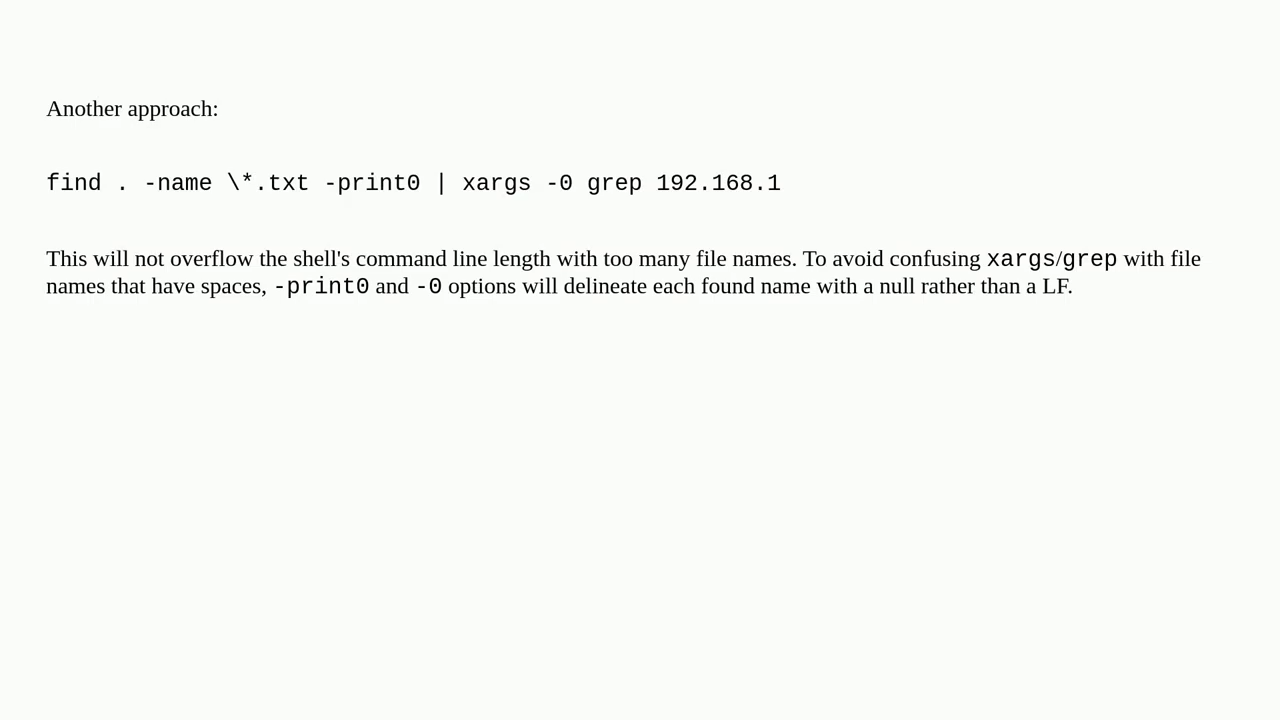 Another approach:
find . -name \*.txt -print0 | xargs -0 grep 192.168.1
This will not overflow the shell's command line length with too many file names. To avoid confusing xargs/grep with file
names that have spaces, -print0 and -0 options will delineate each found name with a null rather than a LF.